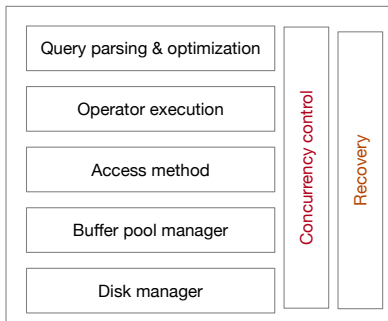 Query parsing & optimization
Operator execution
Access method
Buffer pool manager
Disk manager
Concurrency control
Recovery